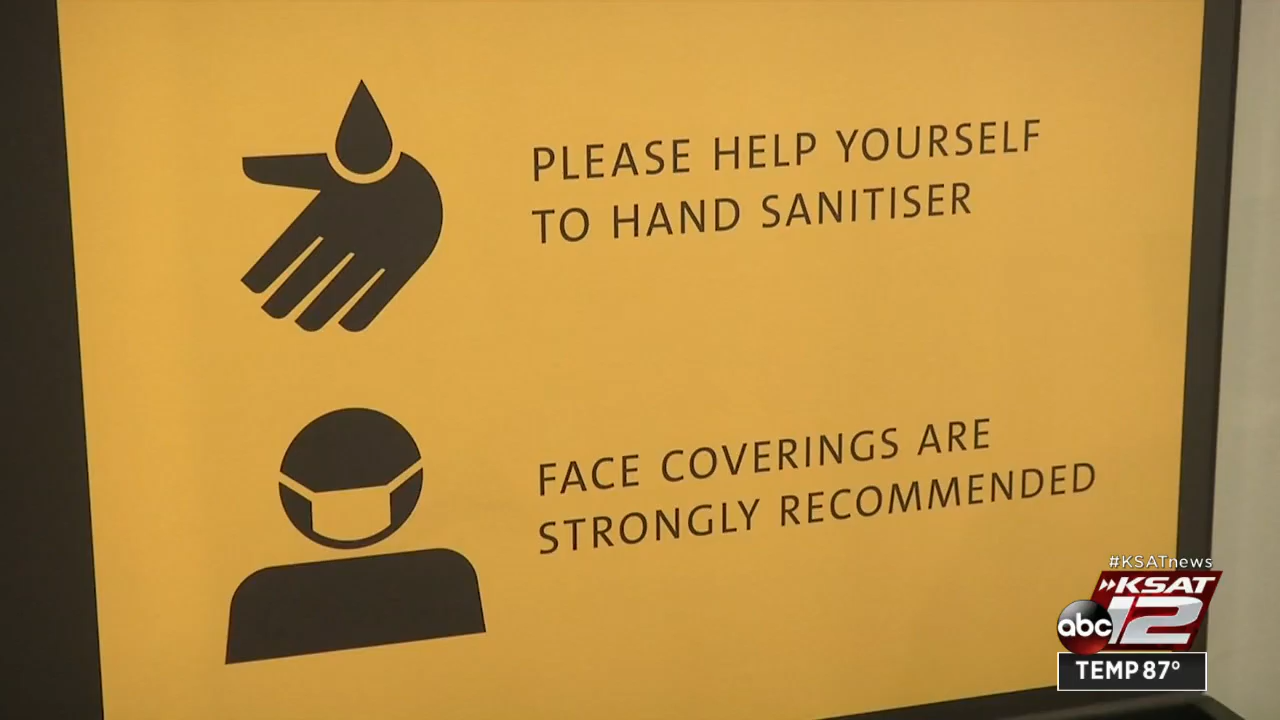 PLEASE HELP YOURSELF
TO HAND SANITISER
FACE COVERINGS ARE
STRONGLY RECOMMENDED
#KSATnews
KSAT
abc 12
TEMP 87°